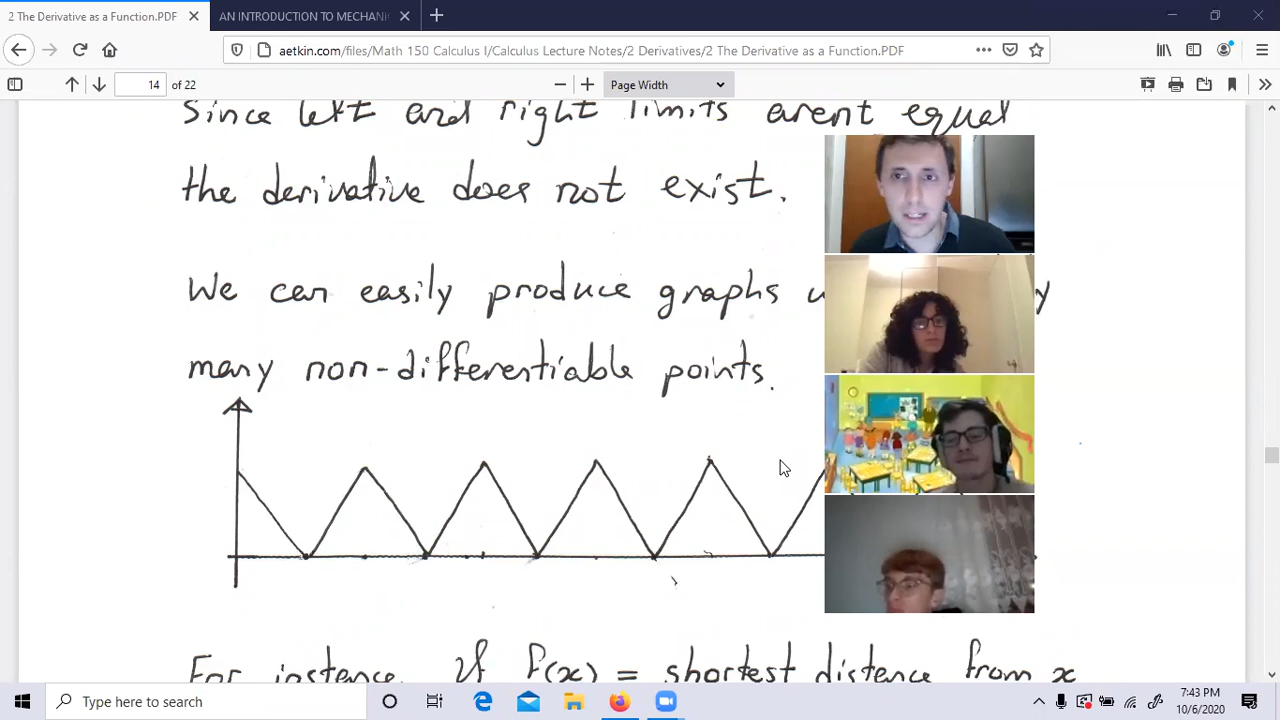 2 The Derivative as a Function.PDF
AN INTRODUCTION TO MECHANI
aetkin.com/files/Math 150 Calculus I/Calculus Lecture Notes/2 Derivatives/2 The Derivative as a Function.PDF
14 of 22
Page Width
Since left and right limits arent equal
the derivative does not exist.
We can easily produce graphs
many non-differentiable points.
For instance, if f(x) = shortest distance from x
Type here to search
7:43 PM
10/6/2020